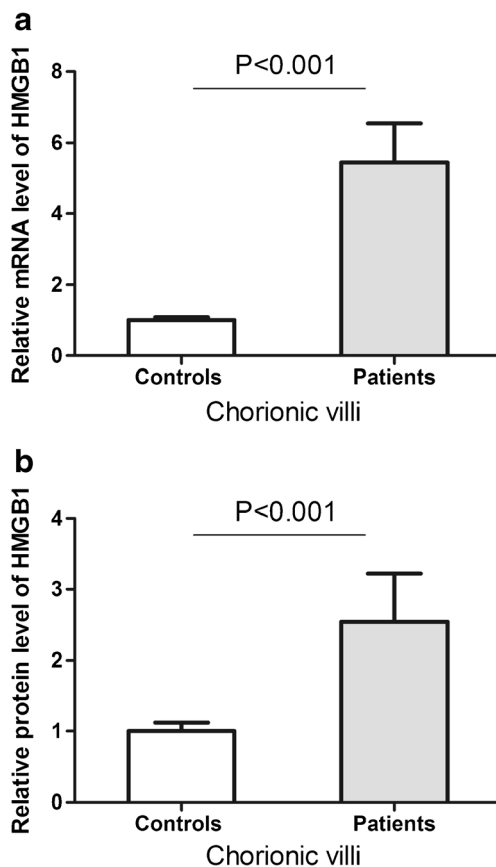 a
Relative mRNA level of HMGB1
P<0.001
8
6
4
2
0
Controls Patients
Chorionic villi
b
Relative protein level of HMGB1
P<0.001
4
3
2
1
0
Controls Patients
Chorionic villi